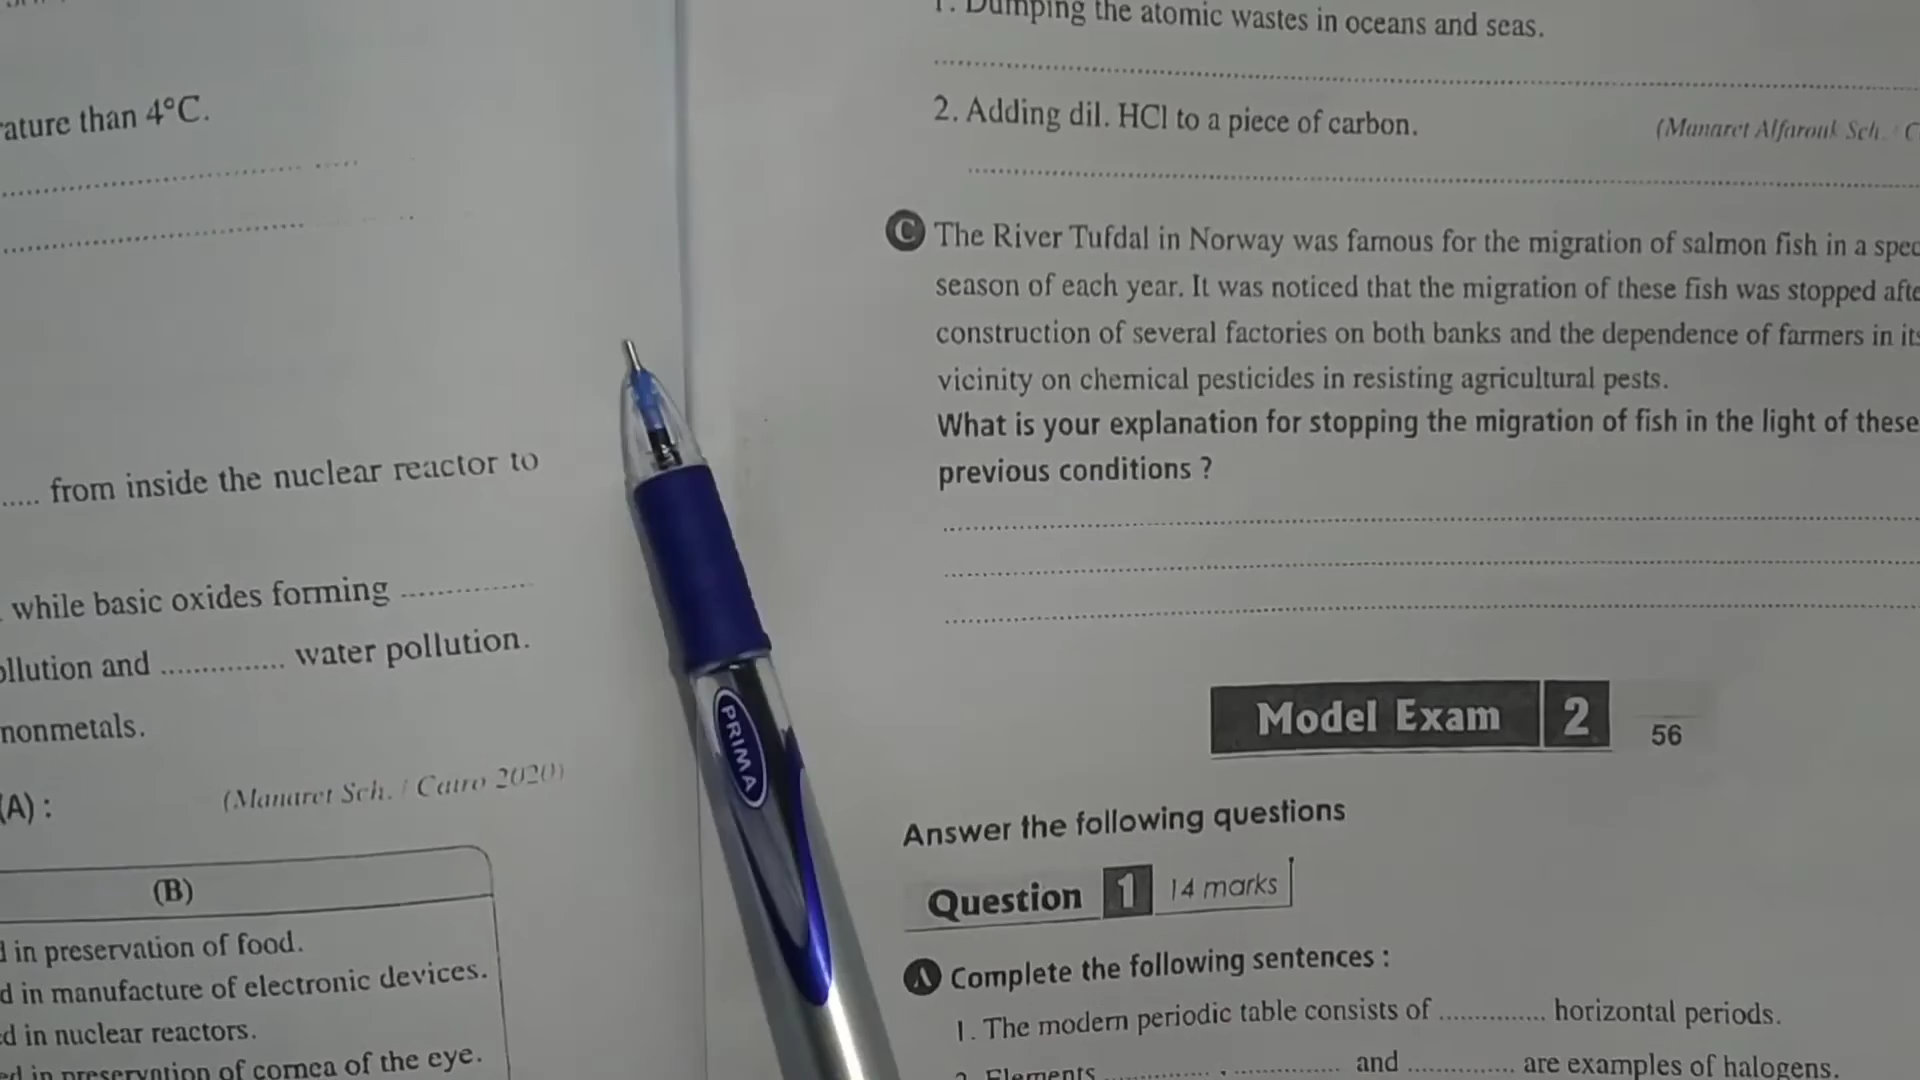 ature than 4°C.
..... from inside the nuclear reactor to
while basic oxides forming ..............
ollution and .............. water pollution.
nonmetals.
(A) :
(Manaret Sch. / Cairo 2020)
(B)
in preservation of food.
d in manufacture of electronic devices.
d in nuclear reactors.
ed in preservation of cornea of the eye.
PRIMA
1. Dumping the atomic wastes in oceans and seas.
2. Adding dil. HCl to a piece of carbon.
(Manaret Alfarouk Sch. / C
C The River Tufdal in Norway was famous for the migration of salmon fish in a spec
season of each year. It was noticed that the migration of these fish was stopped afte
construction of several factories on both banks and the dependence of farmers in its
vicinity on chemical pesticides in resisting agricultural pests.
What is your explanation for stopping the migration of fish in the light of these
previous conditions ?
Model Exam 2
56
Answer the following questions
Question 1 14 marks
A Complete the following sentences :
1. The modern periodic table consists of .............. horizontal periods.
2. Elements .............. , .............. and .............. are examples of halogens.